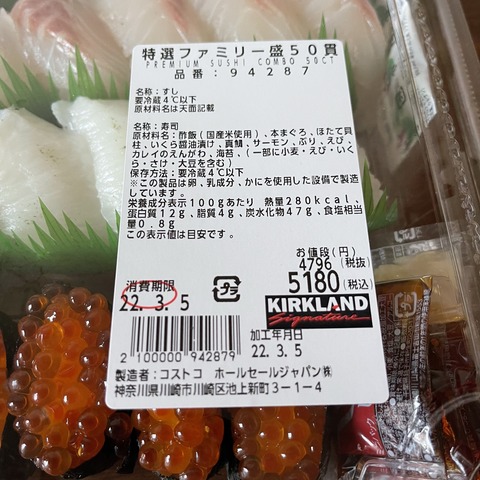 特選ファミリー盛50貫
PREMIUM SUSHI COMBO 50CT
品番:94287
名称:すし
要冷蔵4℃以下
原材料名は天面記載
名称:寿司
原材料名:酢飯(国産米使用)、本まぐろ、ほたて貝
柱、いくら醤油漬け、真鯛、サーモン、ぶり、えび、
カレイのえんがわ、海苔、(一部に小麦・えび・いく
ら・さけ・大豆を含む)
保存方法:要冷蔵4℃以下
※この製品は卵、乳成分、かにを使用した設備で製造
しています。
栄養成分表示100gあたり 熱量280kcal、
蛋白質12g、脂質4g、炭水化物47g、食塩相当
量0.8g
この表示値は目安です。
お値段(円)
4796(税抜)
5180(税込)
消費期限
22.3.5
プラ
KIRKLAND
Signature
加工年月日
22.3.5
2 100000 942879
製造者:コストコ ホールセールジャパン㈱
神奈川県川崎市川崎区池上新町3-1-4